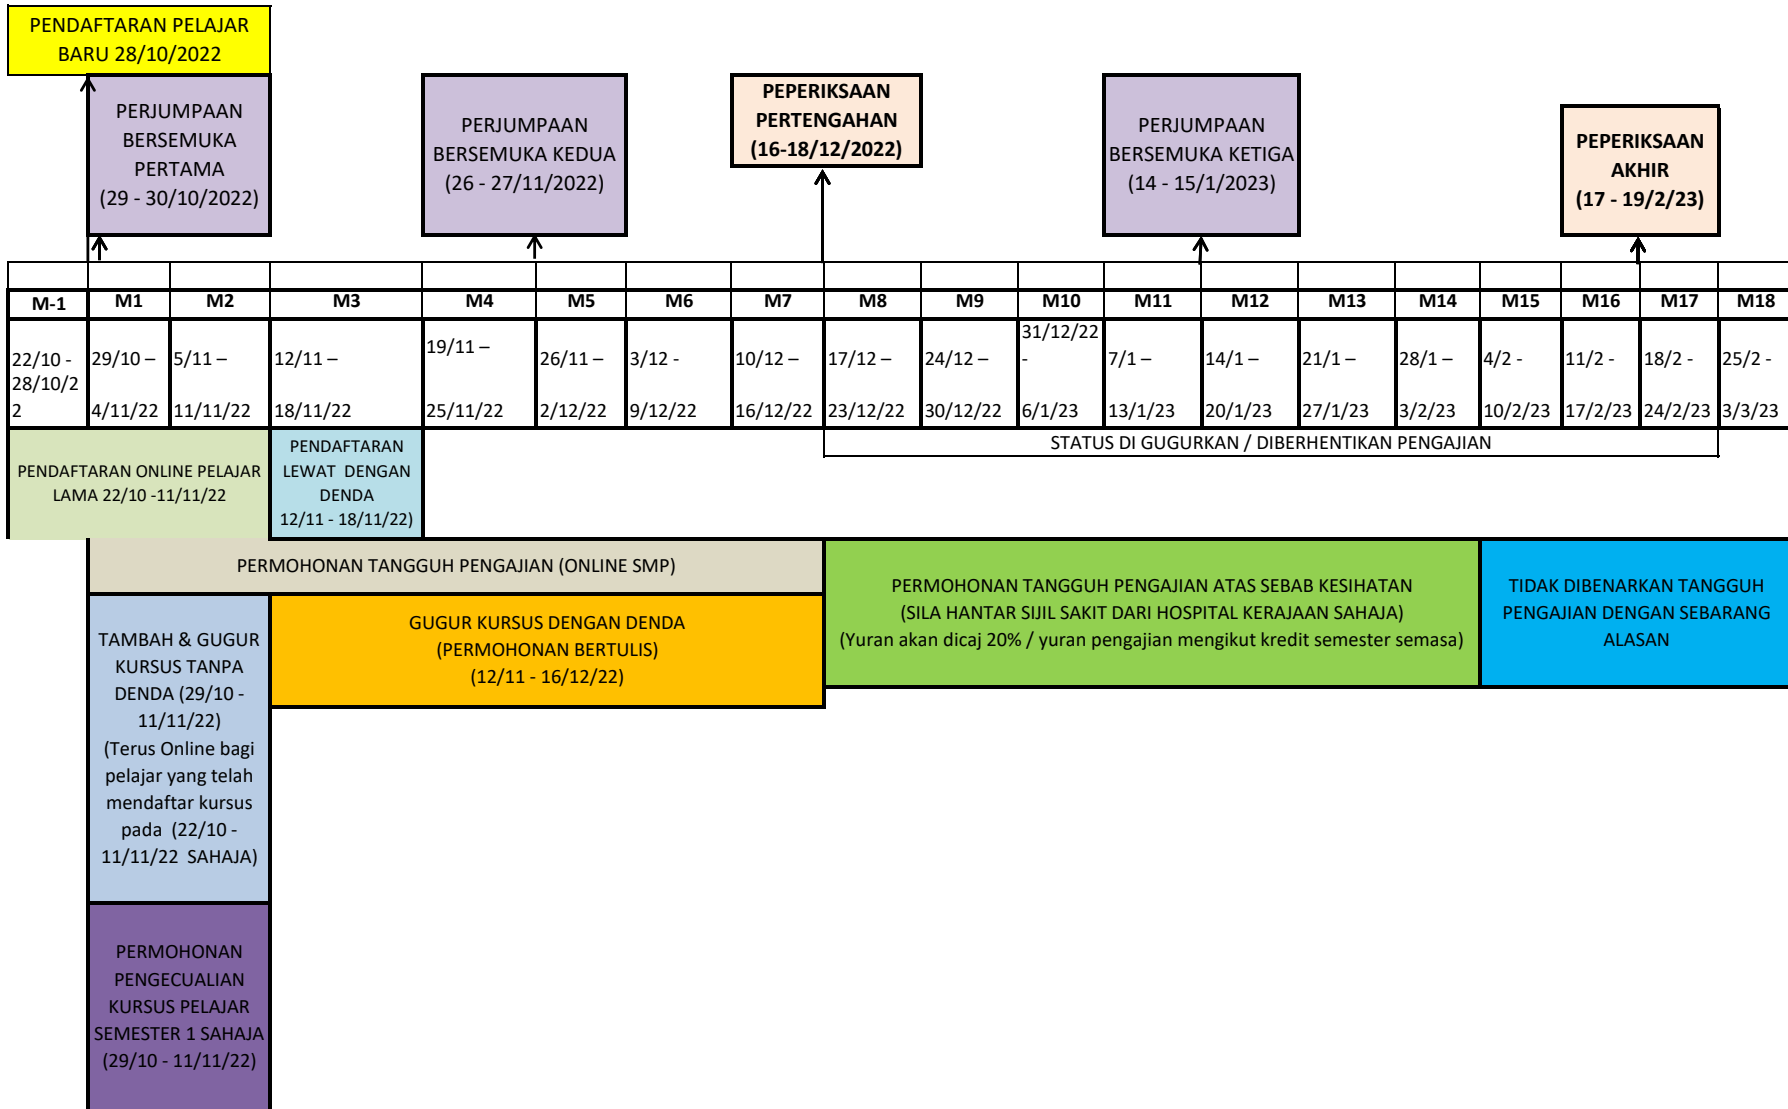 PENDAFTARAN PELAJAR
BARU 28/10/2022
PERJUMPAAN
BERSEMUKA
PERTAMA
(29 - 30/10/2022)
PERJUMPAAN
BERSEMUKA KEDUA
(26 - 27/11/2022)
PEPERIKSAAN
PERTENGAHAN
(16-18/12/2022)
PERJUMPAAN
BERSEMUKA KETIGA
(14 - 15/1/2023)
PEPERIKSAAN
AKHIR
(17 - 19/2/23)
M-1 M1 M2 M3 M4 M5 M6 M7 M8 M9 M10 M11 M12 M13 M14 M15 M16 M17 M18
22/10 -
28/10/2
2
29/10 –
4/11/22
5/11 –
11/11/22
12/11 –
18/11/22
19/11 –
25/11/22
26/11 –
2/12/22
3/12 -
9/12/22
10/12 –
16/12/22
17/12 –
23/12/22
24/12 –
30/12/22
31/12/22
-
6/1/23
7/1 –
13/1/23
14/1 –
20/1/23
21/1 –
27/1/23
28/1 –
3/2/23
4/2 -
10/2/23
11/2 -
17/2/23
18/2 -
24/2/23
25/2 -
3/3/23
PENDAFTARAN ONLINE PELAJAR
LAMA 22/10 -11/11/22
PENDAFTARAN
LEWAT DENGAN
DENDA
12/11 - 18/11/22)
STATUS DI GUGURKAN / DIBERHENTIKAN PENGAJIAN
PERMOHONAN TANGGUH PENGAJIAN (ONLINE SMP)
PERMOHONAN TANGGUH PENGAJIAN ATAS SEBAB KESIHATAN
(SILA HANTAR SIJIL SAKIT DARI HOSPITAL KERAJAAN SAHAJA)
(Yuran akan dicaj 20% / yuran pengajian mengikut kredit semester semasa)
TIDAK DIBENARKAN TANGGUH
PENGAJIAN DENGAN SEBARANG
ALASAN
TAMBAH & GUGUR
KURSUS TANPA
DENDA (29/10 -
11/11/22)
(Terus Online bagi
pelajar yang telah
mendaftar kursus
pada (22/10 -
11/11/22 SAHAJA)
GUGUR KURSUS DENGAN DENDA
(PERMOHONAN BERTULIS)
(12/11 - 16/12/22)
PERMOHONAN
PENGECUALIAN
KURSUS PELAJAR
SEMESTER 1 SAHAJA
(29/10 - 11/11/22)